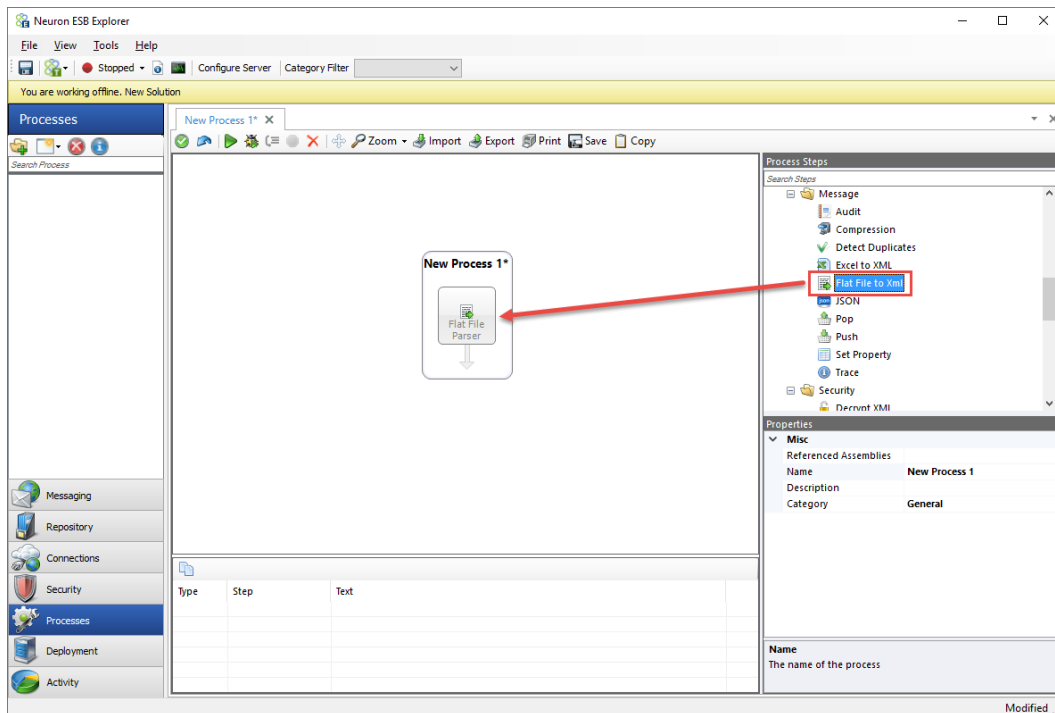 Neuron ESB Explorer
File View Tools Help
Stopped Configure Server Category Filter
You are working offline. New Solution
Processes
New Process 1*
Zoom Import Export Print Save Copy
Search Process
Process Steps
Search Steps
Message
Audit
Compression
Detect Duplicates
Excel to XML
Flat File to Xml
JSON
Pop
Push
Set Property
Trace
Security
Decrypt XML
New Process 1*
Flat File
Parser
Properties
Misc
Referenced Assemblies
Name New Process 1
Description
Category General
Messaging
Repository
Connections
Security
Processes
Deployment
Activity
Type Step Text
Name
The name of the process
Modified